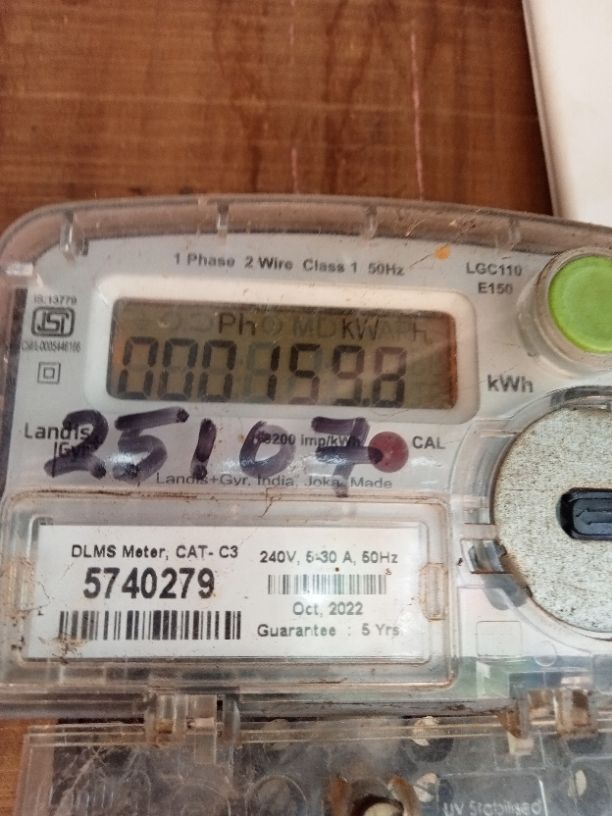 1 Phase 2 Wire Class 1 50Hz
LGC110
E150
IS:13779
ISI
Ph MD kW
0001598
kWh
25107
Landis
Gyr
3200 imp/kWh
CAL
Landis+Gyr, India, Joka, Made
DLMS Meter, CAT- C3
5740279
240V, 5-30 A, 50Hz
Oct, 2022
Guarantee : 5 Yrs
UV Stabilised